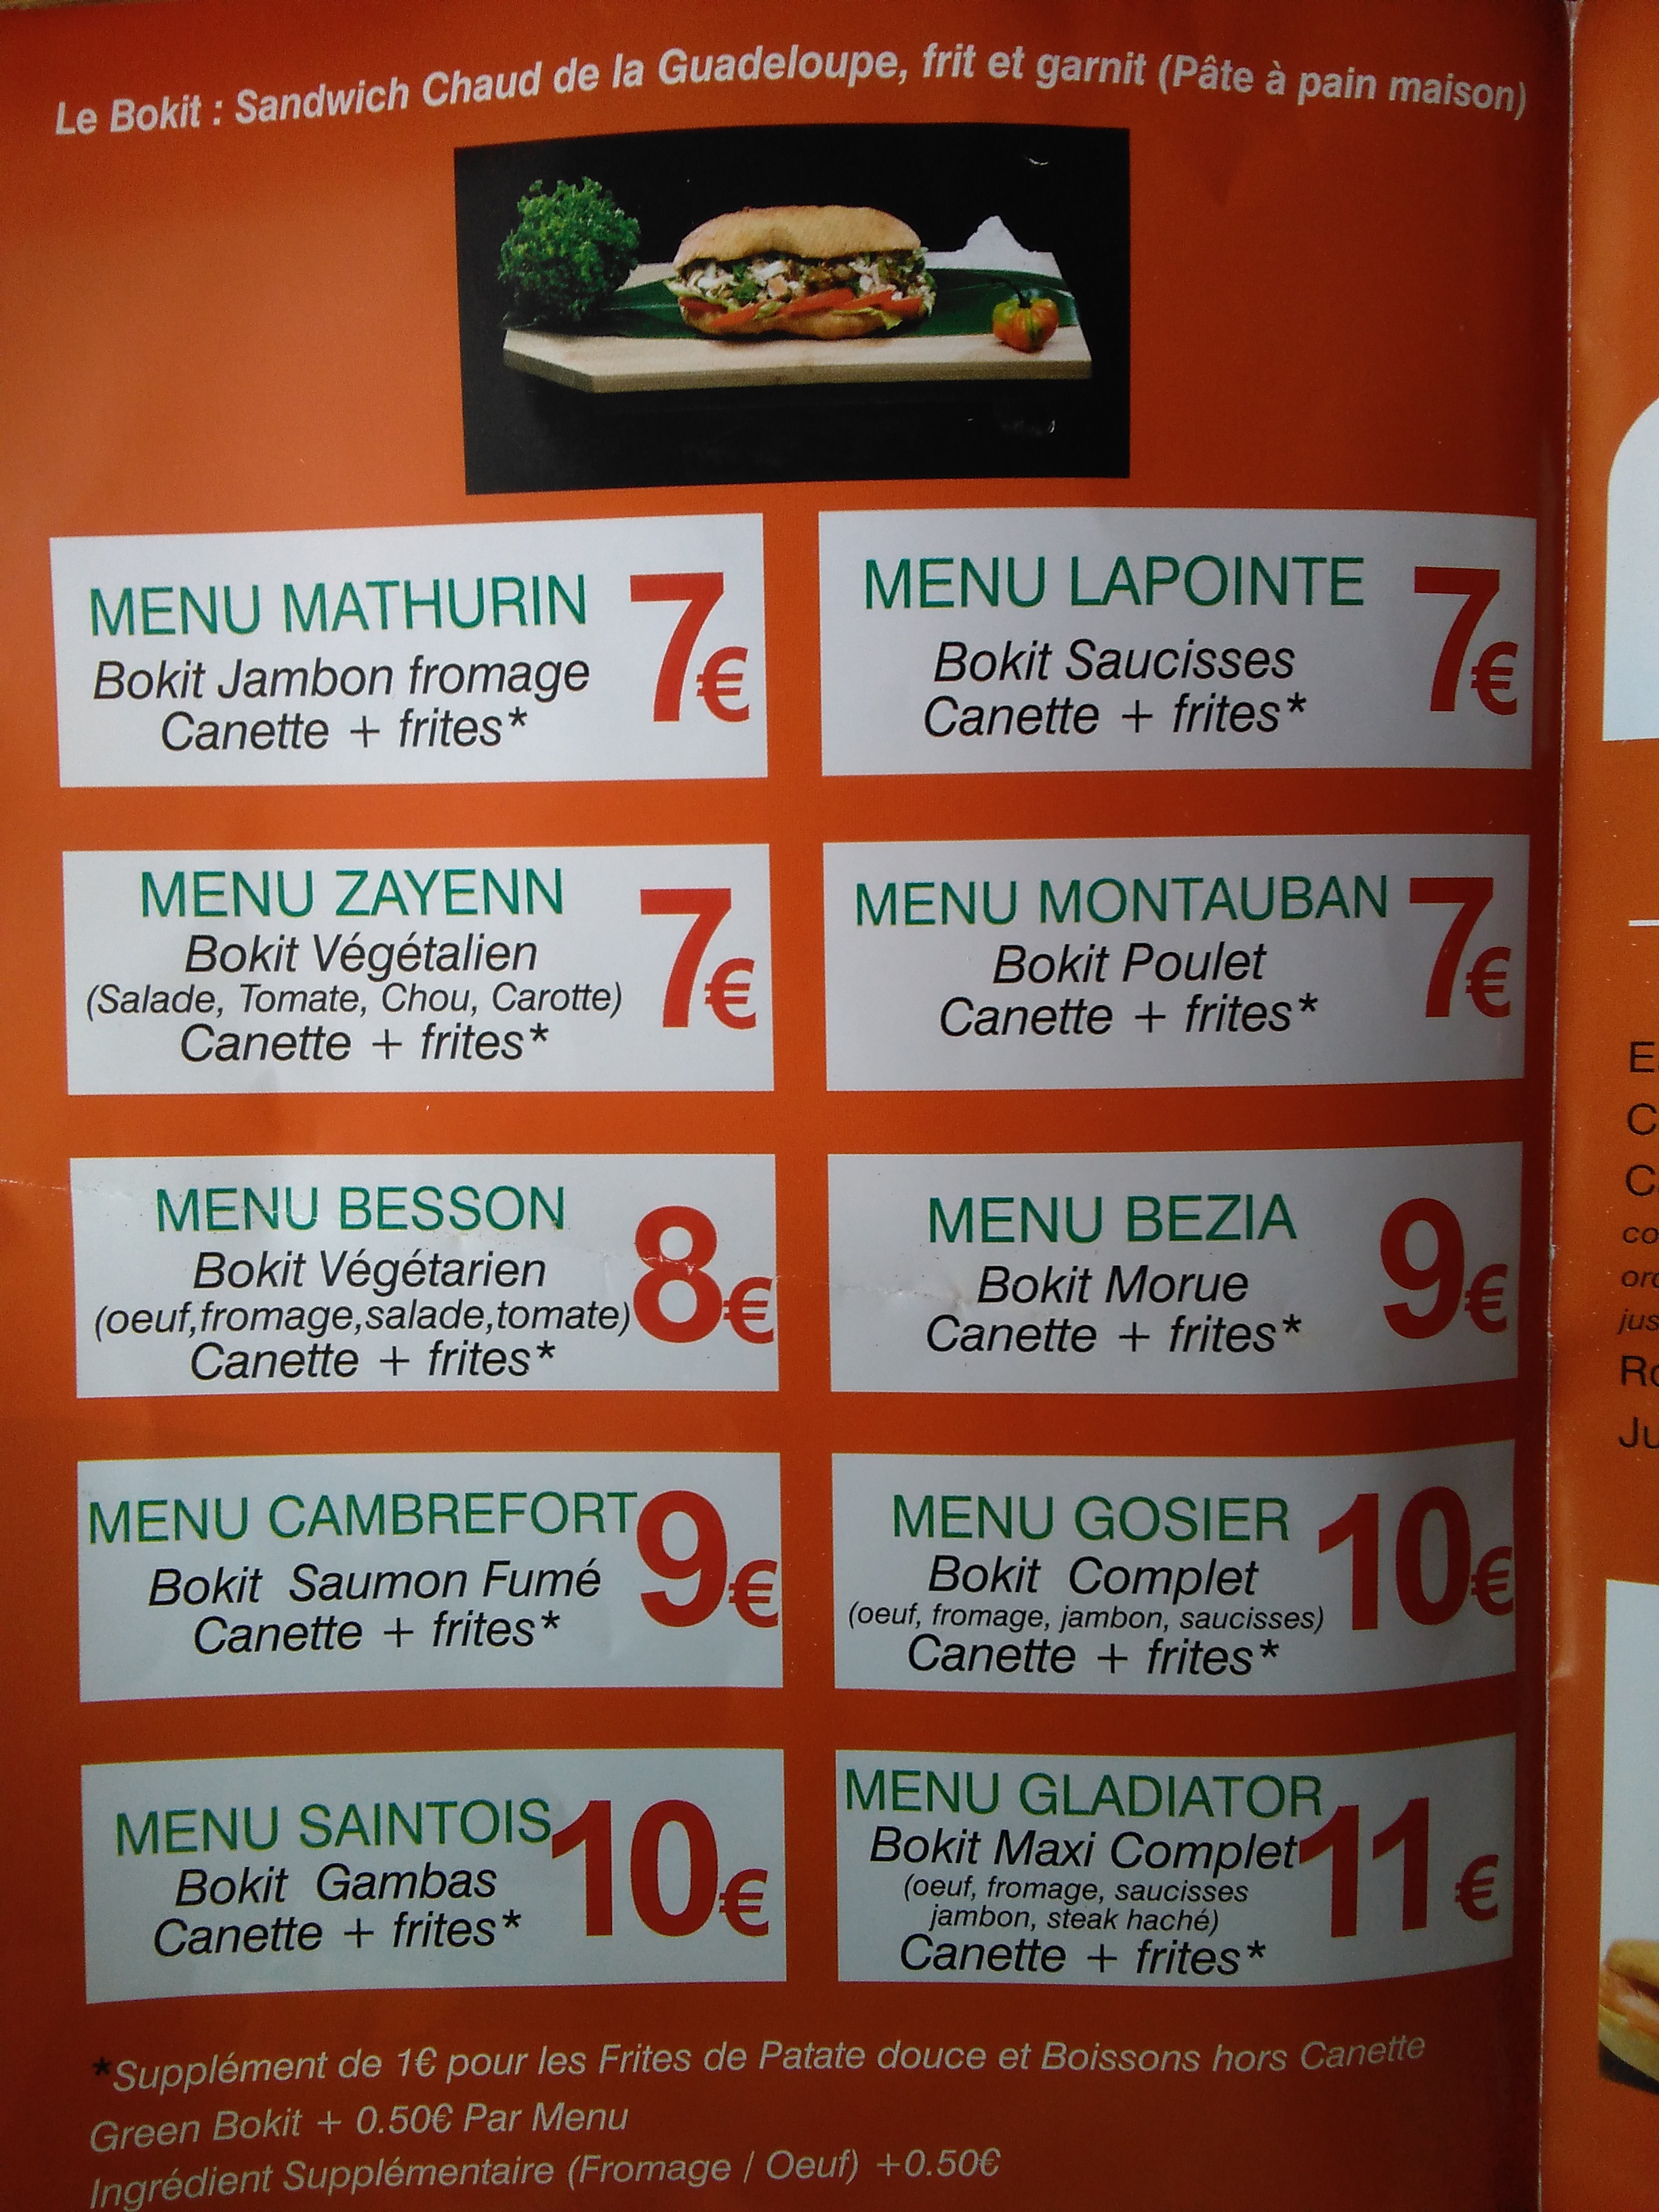 Le Bokit : Sandwich Chaud de la Guadeloupe, frit et garnit (Pâte à pain maison)
MENU MATHURIN 7€
Bokit Jambon fromage
Canette + frites*
MENU LAPOINTE 7€
Bokit Saucisses
Canette + frites*
MENU ZAYENN 7€
Bokit Végétalien
(Salade, Tomate, Chou, Carotte)
Canette + frites*
MENU MONTAUBAN 7€
Bokit Poulet
Canette + frites*
MENU BESSON 8€
Bokit Végétarien
(oeuf,fromage,salade,tomate)
Canette + frites*
MENU BEZIA 9€
Bokit Morue
Canette + frites*
MENU CAMBREFORT 9€
Bokit Saumon Fumé
Canette + frites*
MENU GOSIER 10€
Bokit Complet
(oeuf, fromage, jambon, saucisses)
Canette + frites*
MENU SAINTOIS 10€
Bokit Gambas
Canette + frites*
MENU GLADIATOR 11€
Bokit Maxi Complet
(oeuf, fromage, saucisses
jambon, steak haché)
Canette + frites*
*Supplément de 1€ pour les Frites de Patate douce et Boissons hors Canette
Green Bokit + 0.50€ Par Menu
Ingrédient Supplémentaire (Fromage / Oeuf) +0.50€